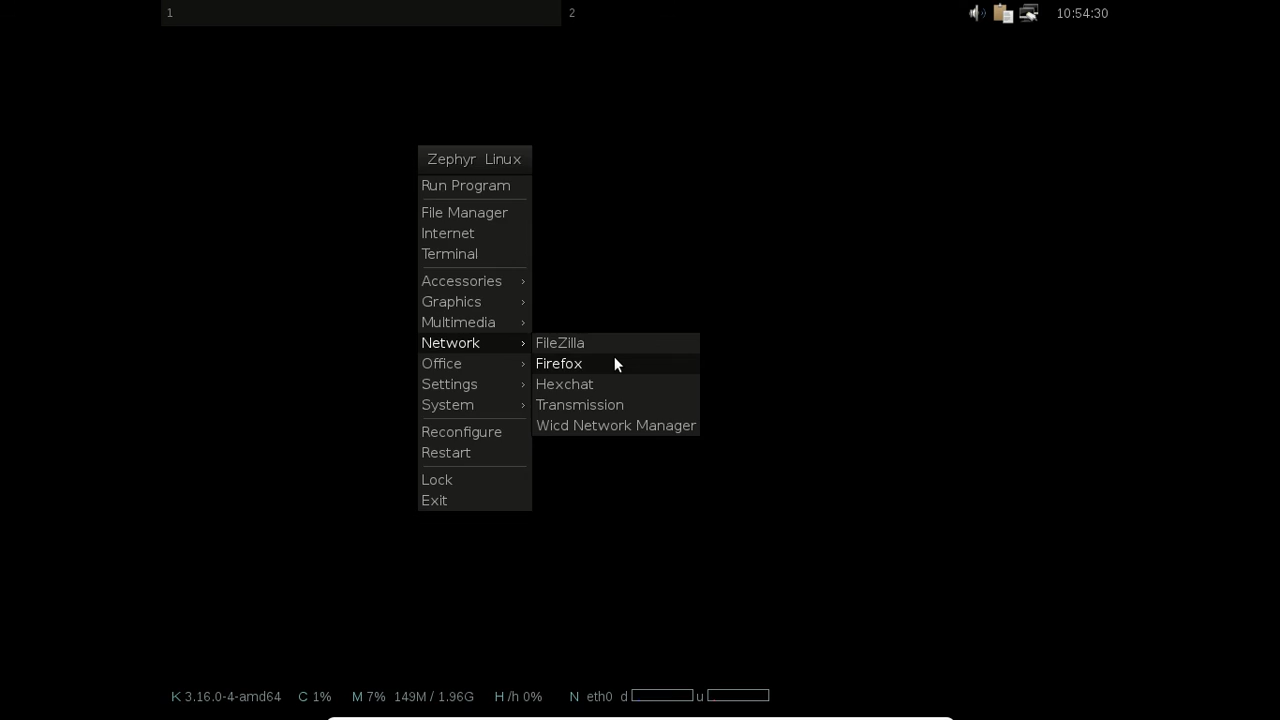 1 2 10:54:30
Zephyr Linux
Run Program
File Manager
Internet
Terminal
Accessories ›
Graphics ›
Multimedia ›
Network ›
Office ›
Settings ›
System ›
Reconfigure
Restart
Lock
Exit
FileZilla
Firefox
Hexchat
Transmission
Wicd Network Manager
K 3.16.0-4-amd64 C 1% M 7% 149M / 1.96G H /h 0% N eth0 d u